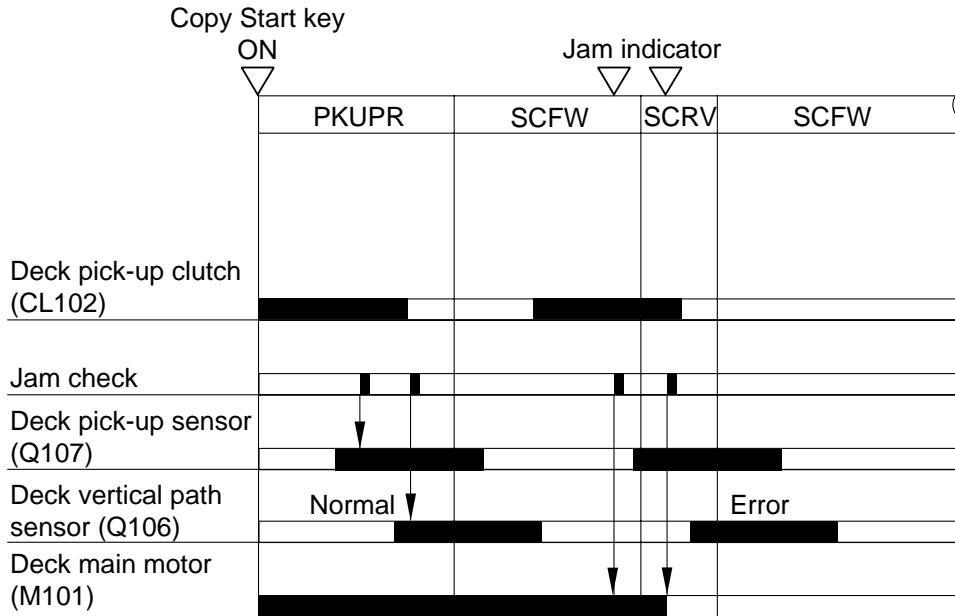 Copy Start key
ON
Jam indicator
PKUPR
SCFW
SCRV
SCFW
Deck pick-up clutch
(CL102)
Jam check
Deck pick-up sensor
(Q107)
Deck vertical path
sensor (Q106)
Normal
Error
Deck main motor
(M101)